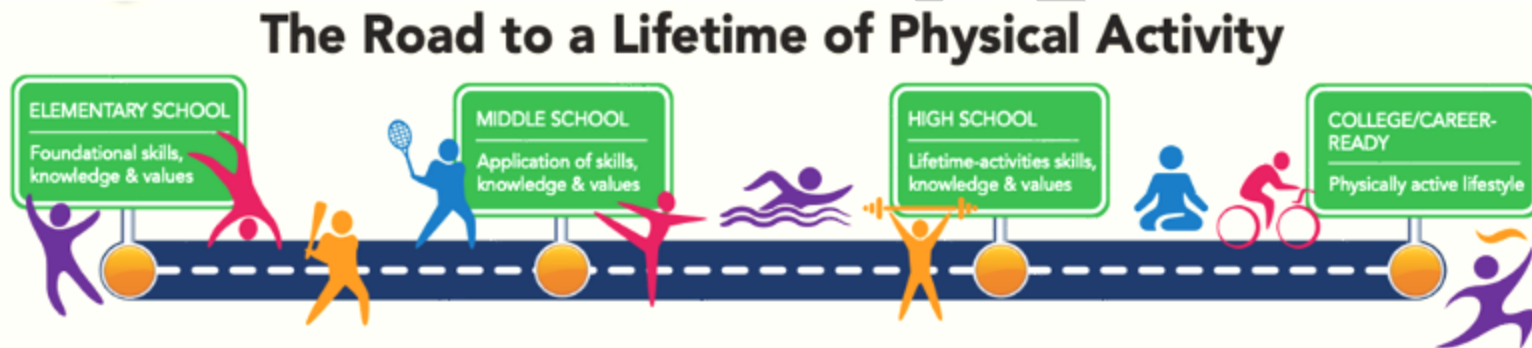 The Road to a Lifetime of Physical Activity
ELEMENTARY SCHOOL
Foundational skills,
knowledge & values
MIDDLE SCHOOL
Application of skills,
knowledge & values
HIGH SCHOOL
Lifetime-activities skills,
knowledge & values
COLLEGE/CAREER-
READY
Physically active lifestyle